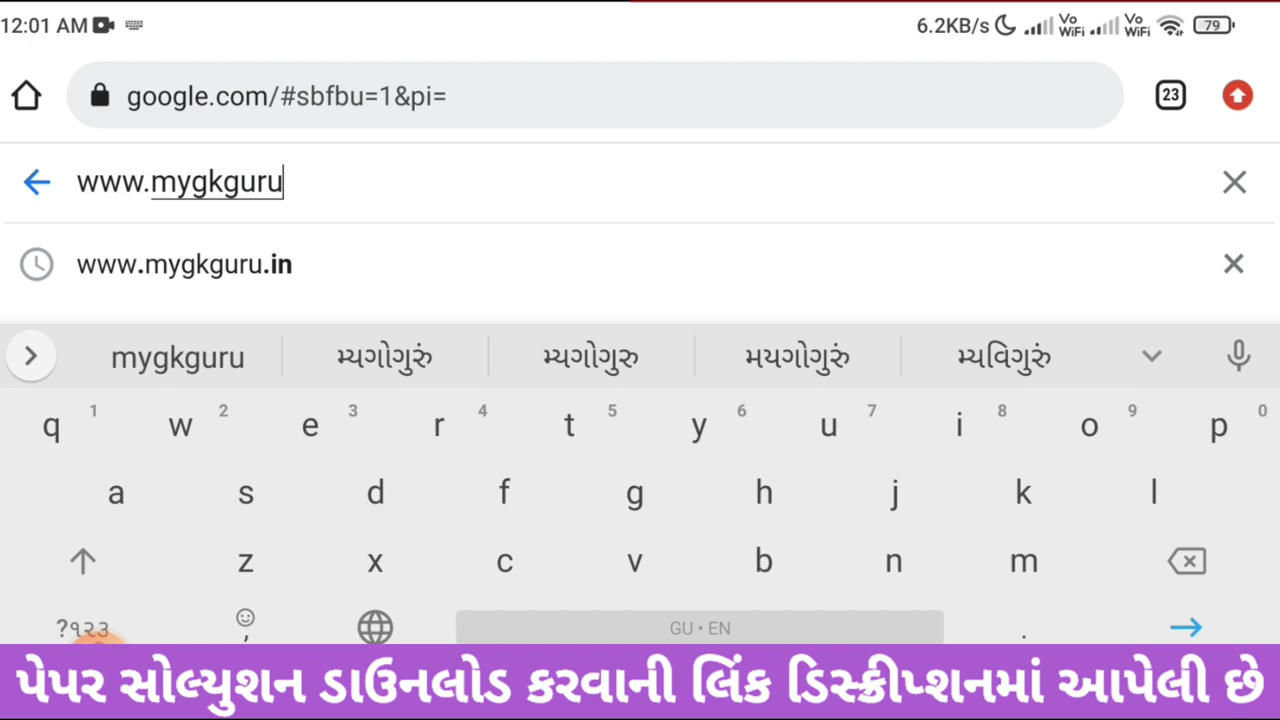 12:01 AM 6.2KB/s Vo WiFi Vo WiFi 79
google.com/#sbfbu=1&pi= 23
www.mygkguru
www.mygkguru.in
mygkguru મ્યગોગુરું મ્યગોગુરુ મયગોગુરું મ્યવિગુરું
q 1 w 2 e 3 r 4 t 5 y 6 u 7 i 8 o 9 p 0
a s d f g h j k l
z x c v b n m
?૧૨૩ , GU • EN .
પેપર સોલ્યુશન ડાઉનલોડ કરવાની લિંક ડિસ્ક્રીપ્શનમાં આપેલી છે